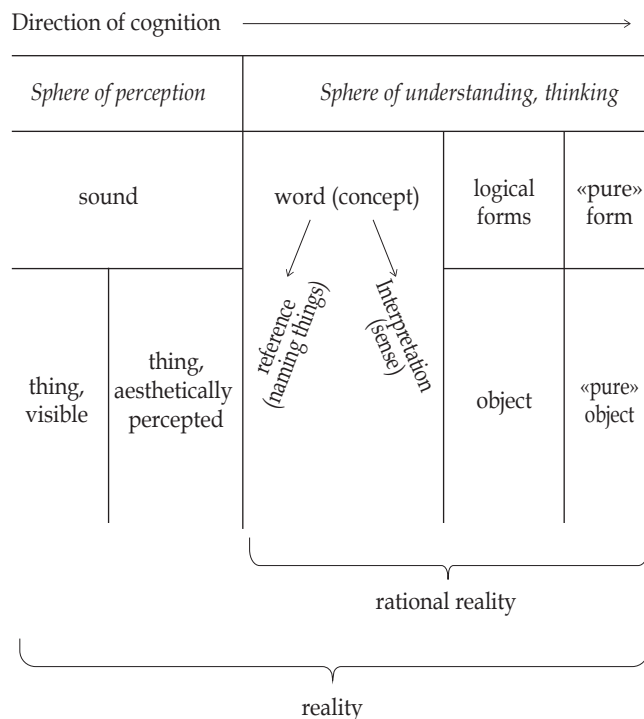 Direction of cognition
Sphere of perception
Sphere of understanding, thinking
sound
word (concept)
logical
forms
«pure»
form
reference
(naming things)
Interpretation
(sense)
thing,
visible
thing,
aesthetically
percepted
object
«pure»
object
rational reality
reality